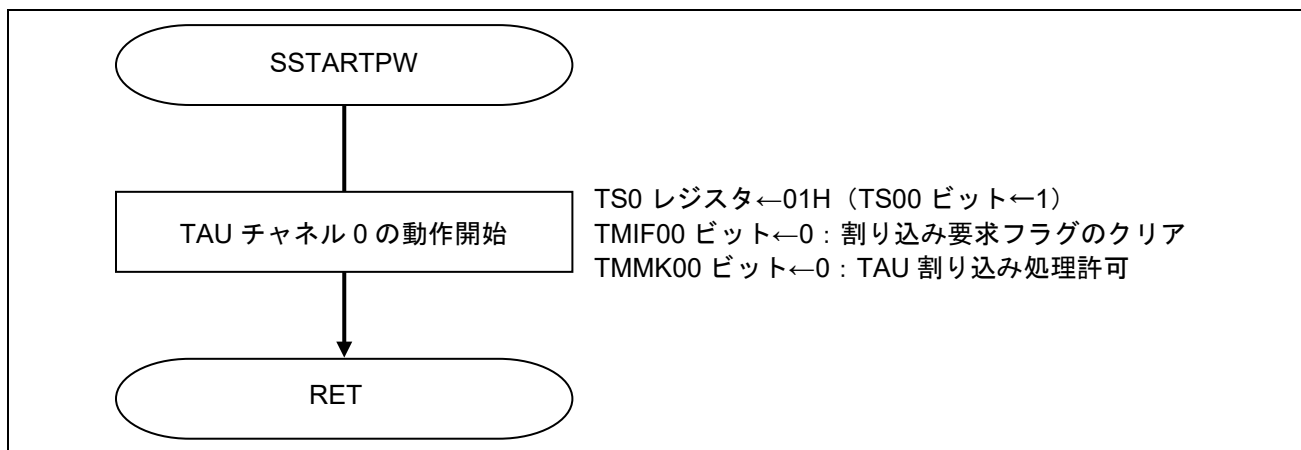 SSTARTPW
TAU チャネル 0 の動作開始
TS0 レジスタ←01H（TS00 ビット←1）
TMIF00 ビット←0：割り込み要求フラグのクリア
TMMK00 ビット←0：TAU 割り込み処理許可
RET